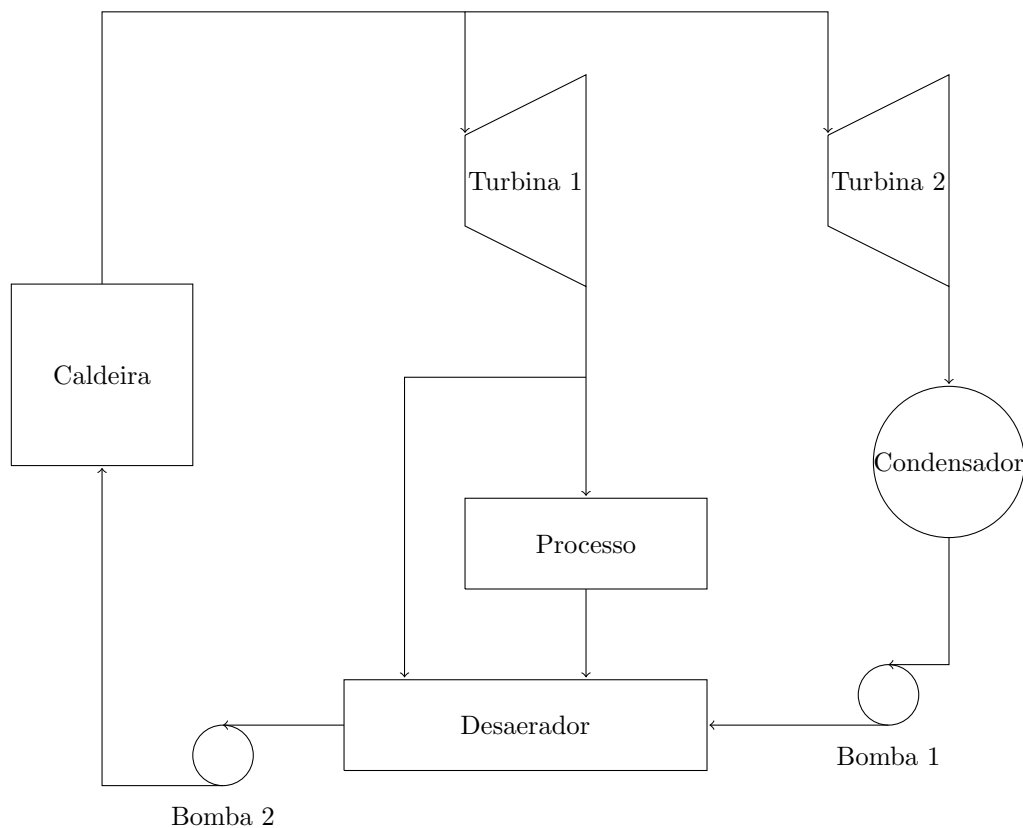 Turbina 1
Turbina 2
Caldeira
Condensador
Processo
Desaerador
Bomba 1
Bomba 2